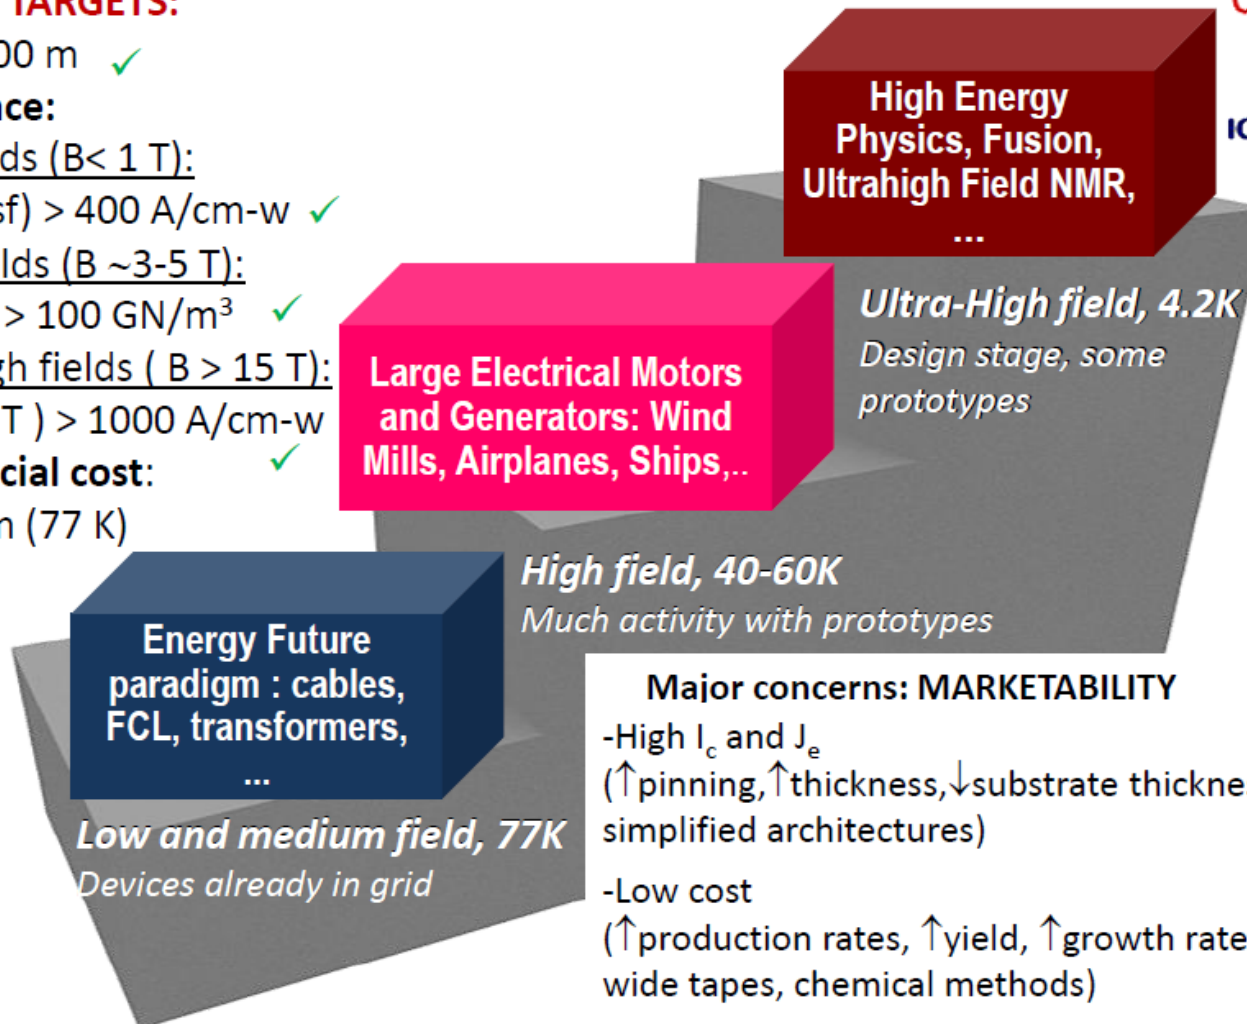 TARGETS:
00 m ✓
nce:
ds (B< 1 T):
sf) > 400 A/cm-w ✓
lds (B ~3-5 T):
> 100 GN/m³ ✓
gh fields ( B > 15 T):
T ) > 1000 A/cm-w
cial cost: ✓
m (77 K)
High Energy
Physics, Fusion,
Ultrahigh Field NMR,
...
Ultra-High field, 4.2K
Design stage, some
prototypes
Large Electrical Motors
and Generators: Wind
Mills, Airplanes, Ships,..
High field, 40-60K
Much activity with prototypes
Energy Future
paradigm : cables,
FCL, transformers,
...
Low and medium field, 77K
Devices already in grid
Major concerns: MARKETABILITY
-High Ic and Je
(↑pinning,↑thickness,↓substrate thickne
simplified architectures)
-Low cost
(↑production rates, ↑yield, ↑growth rate
wide tapes, chemical methods)